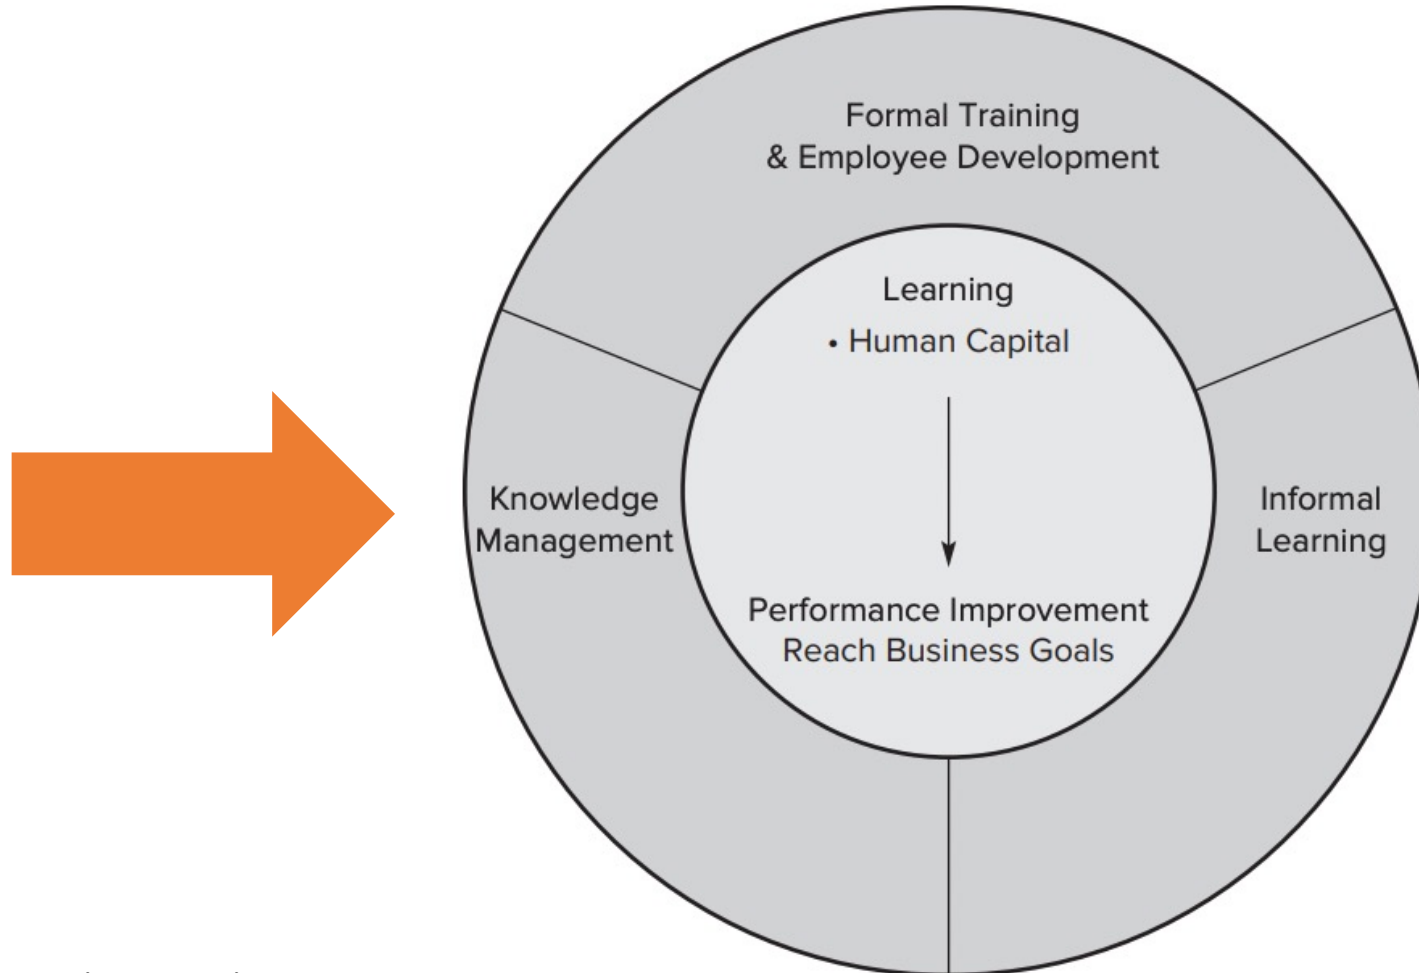 Formal Training
& Employee Development
Learning
• Human Capital
Knowledge
Management
Informal
Learning
Performance Improvement
Reach Business Goals